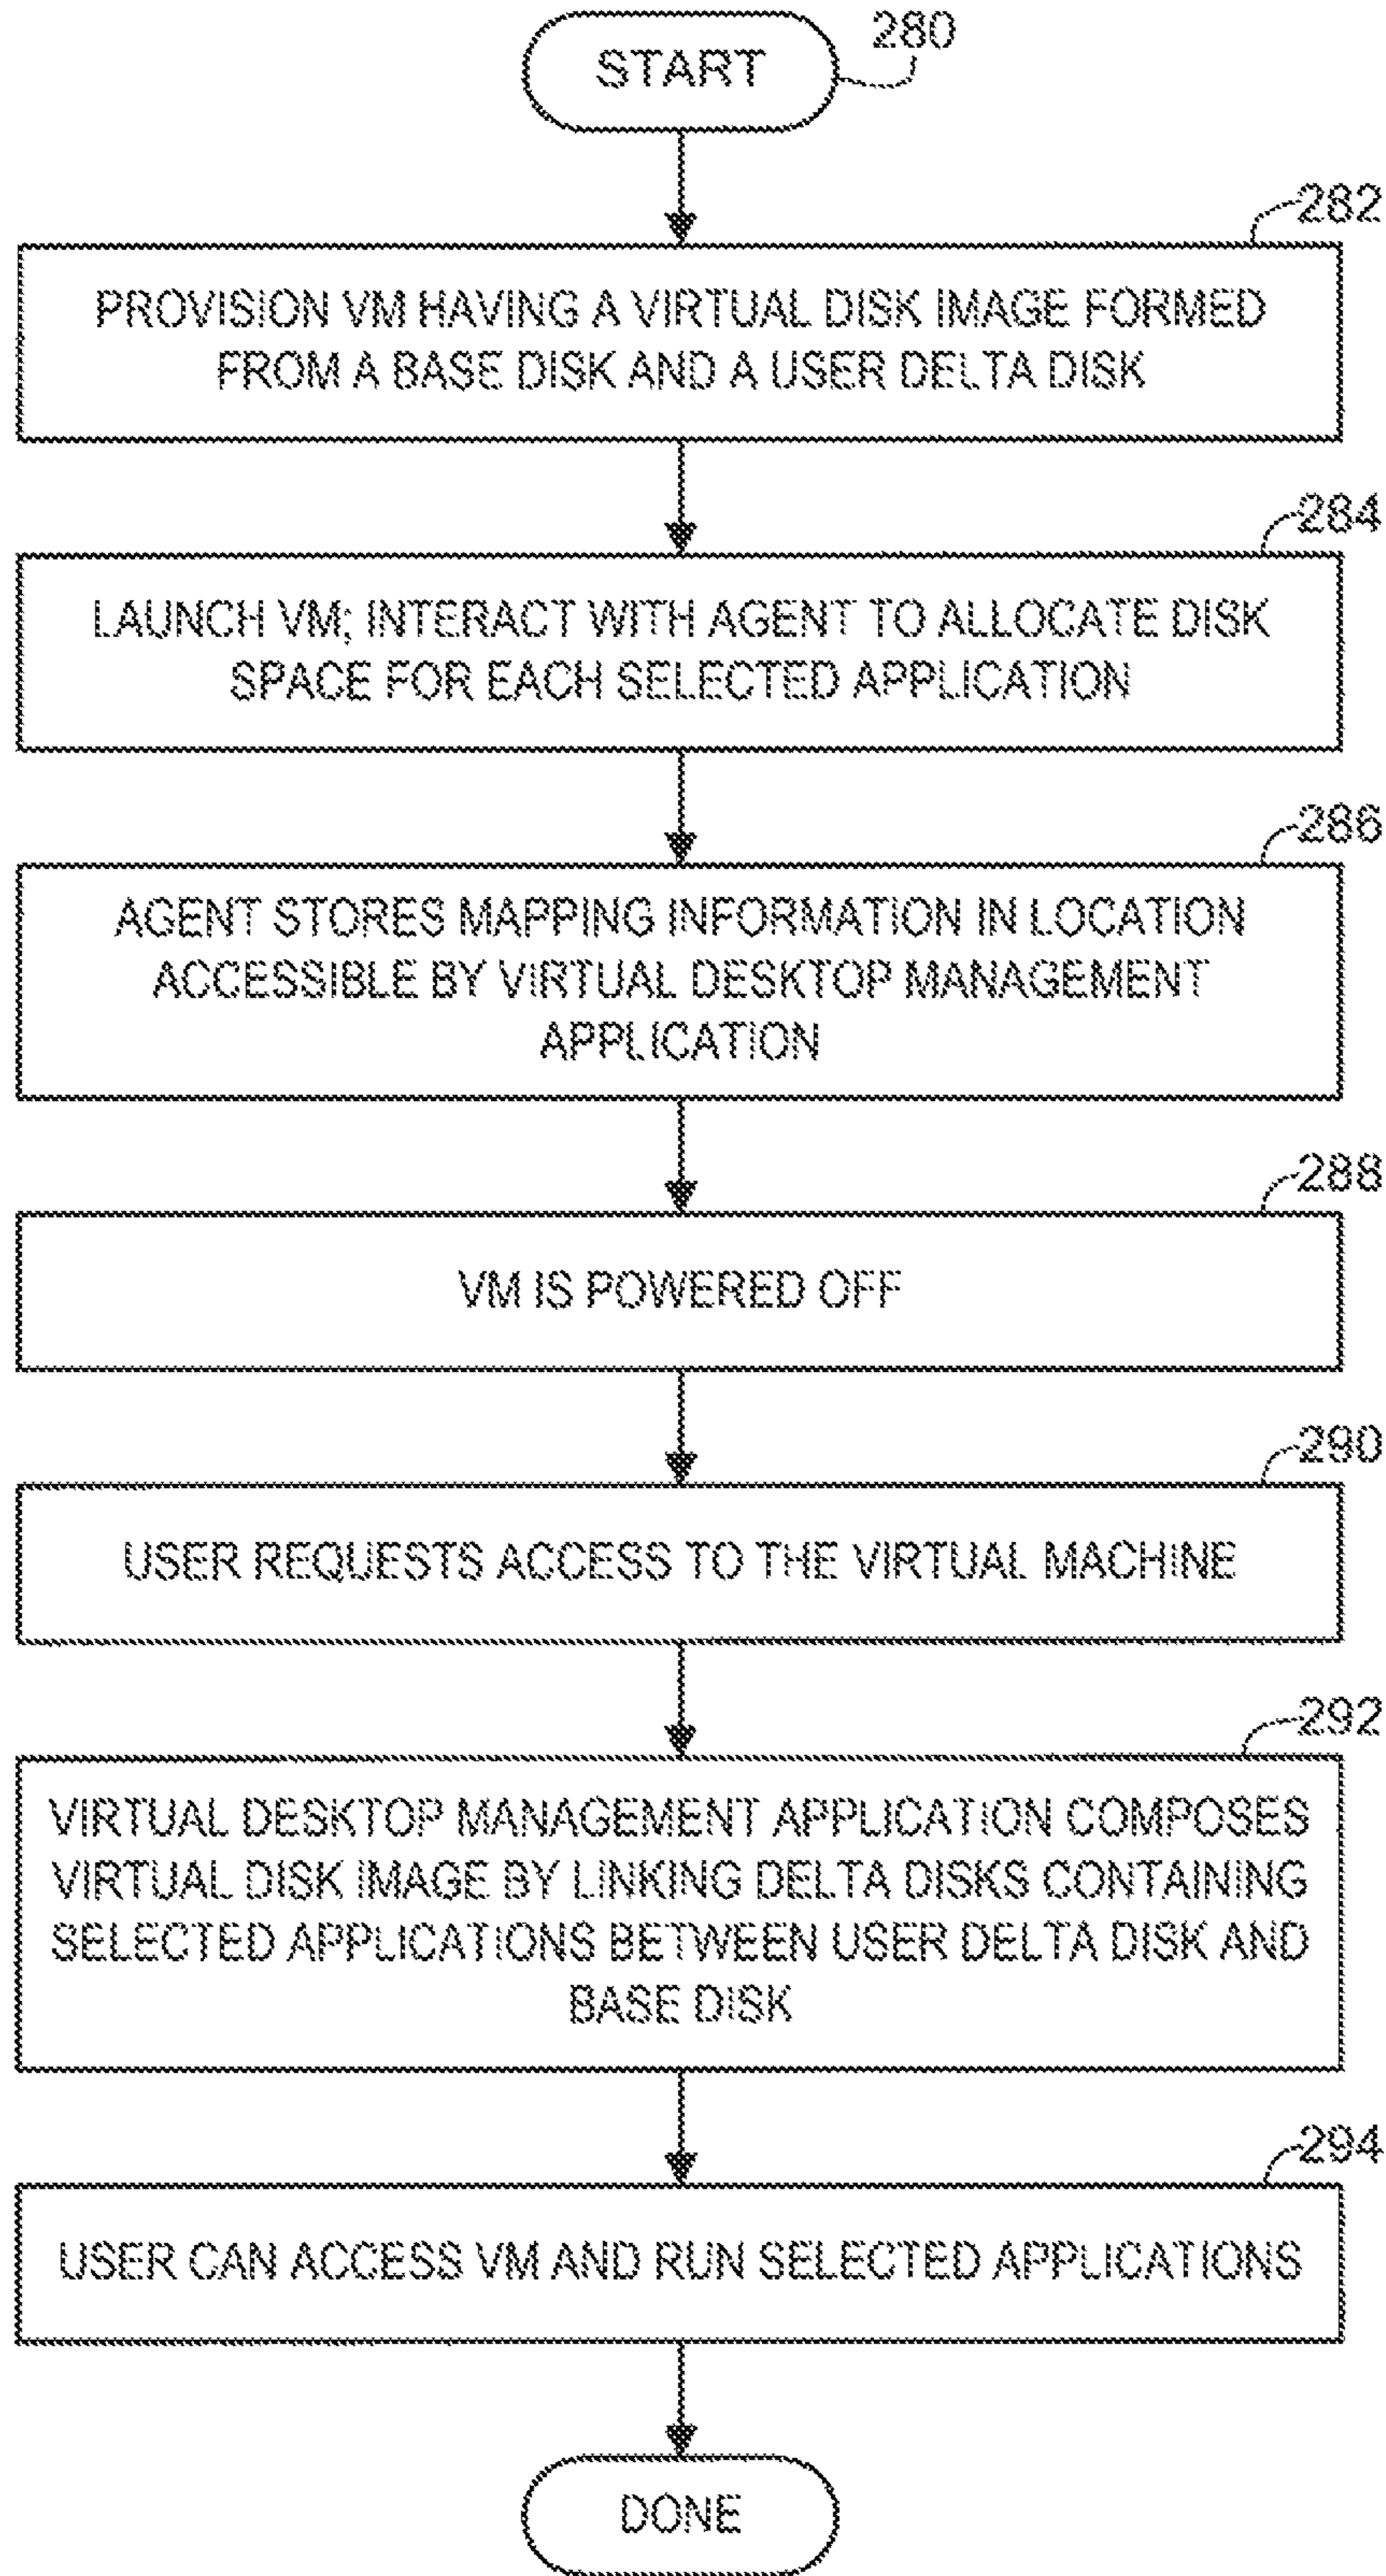 START
280
282
PROVISION VM HAVING A VIRTUAL DISK IMAGE FORMED
FROM A BASE DISK AND A USER DELTA DISK
284
LAUNCH VM; INTERACT WITH AGENT TO ALLOCATE DISK
SPACE FOR EACH SELECTED APPLICATION
286
AGENT STORES MAPPING INFORMATION IN LOCATION
ACCESSIBLE BY VIRTUAL DESKTOP MANAGEMENT
APPLICATION
288
VM IS POWERED OFF
290
USER REQUESTS ACCESS TO THE VIRTUAL MACHINE
292
VIRTUAL DESKTOP MANAGEMENT APPLICATION COMPOSES
VIRTUAL DISK IMAGE BY LINKING DELTA DISKS CONTAINING
SELECTED APPLICATIONS BETWEEN USER DELTA DISK AND
BASE DISK
294
USER CAN ACCESS VM AND RUN SELECTED APPLICATIONS
DONE